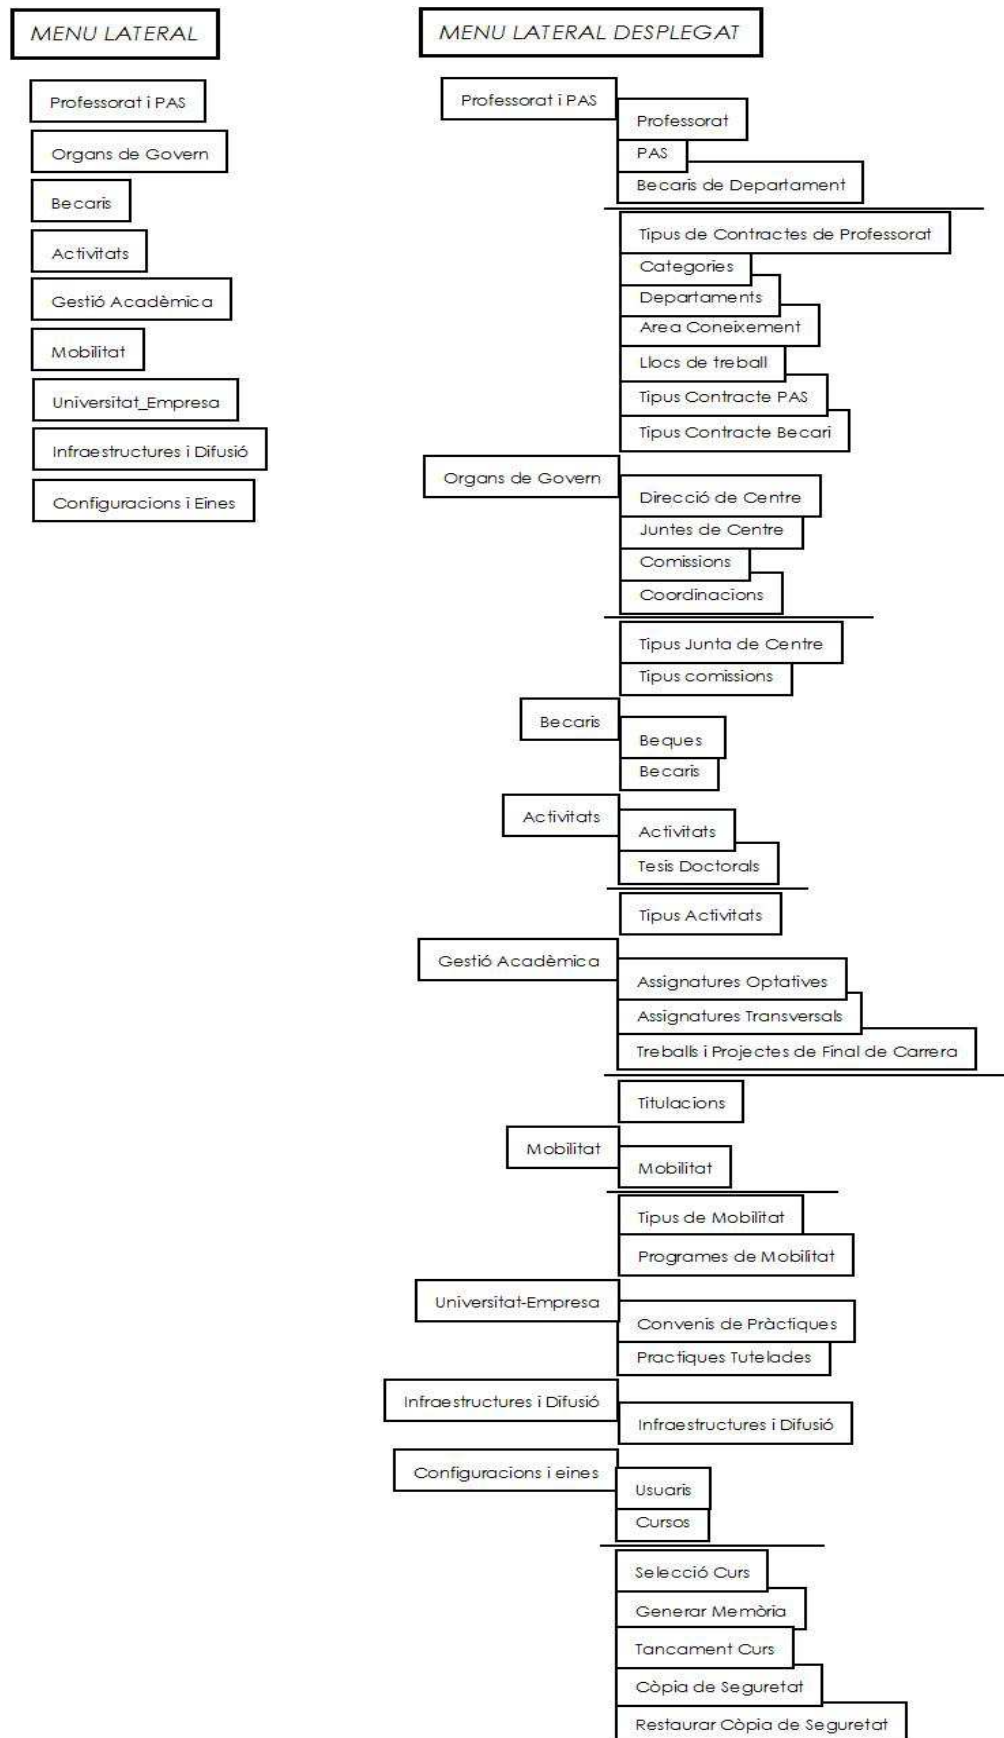 MENU LATERAL
Professorat i PAS
Organs de Govern
Becaris
Activitats
Gestió Acadèmica
Mobilitat
Universitat_Empresa
Infraestructures i Difusió
Configuracions i Eines
MENU LATERAL DESPLEGAT
Professorat i PAS
Professorat
PAS
Becaris de Departament
Tipus de Contractes de Professorat
Categories
Departaments
Area Coneixement
Llocs de treball
Tipus Contracte PAS
Tipus Contracte Becari
Organs de Govern
Direcció de Centre
Juntes de Centre
Comissions
Coordinacions
Tipus Junta de Centre
Tipus comissions
Becaris
Beques
Becaris
Activitats
Activitats
Tesis Doctorals
Tipus Activitats
Gestió Acadèmica
Assignatures Optatives
Assignatures Transversals
Treballs i Projectes de Final de Carrera
Titulacions
Mobilitat
Mobilitat
Tipus de Mobilitat
Programes de Mobilitat
Universitat-Empresa
Convenis de Pràctiques
Practiques Tutelades
Infraestructures i Difusió
Infraestructures i Difusió
Configuracions i eines
Usuaris
Cursos
Selecció Curs
Generar Memòria
Tancament Curs
Còpia de Seguretat
Restaurar Còpia de Seguretat